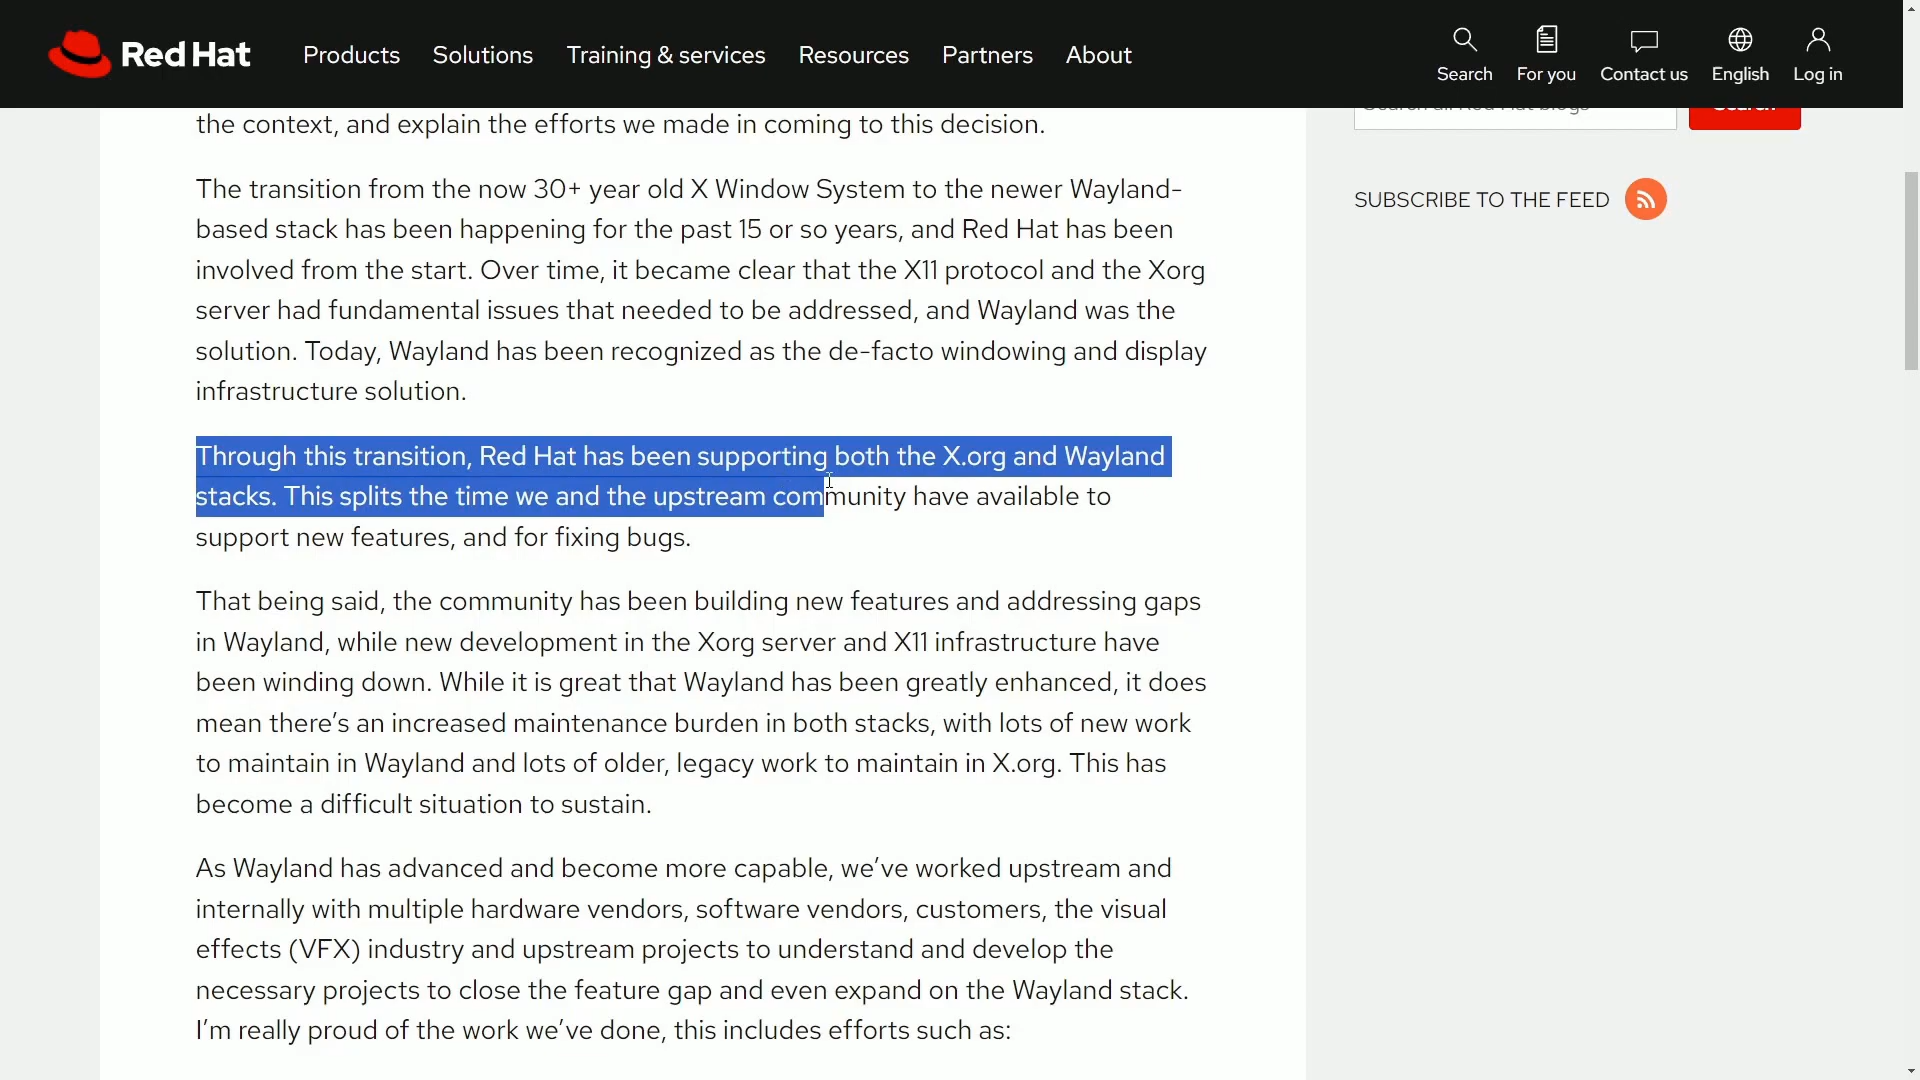 Red Hat
Products
Solutions
Training & services
Resources
Partners
About
Search
For you
Contact us
English
Log in
the context, and explain the efforts we made in coming to this decision.
Search all Red Hat blogs
Search
SUBSCRIBE TO THE FEED
The transition from the now 30+ year old X Window System to the newer Wayland-
based stack has been happening for the past 15 or so years, and Red Hat has been
involved from the start. Over time, it became clear that the X11 protocol and the Xorg
server had fundamental issues that needed to be addressed, and Wayland was the
solution. Today, Wayland has been recognized as the de-facto windowing and display
infrastructure solution.
Through this transition, Red Hat has been supporting both the X.org and Wayland
stacks. This splits the time we and the upstream community have available to
support new features, and for fixing bugs.
That being said, the community has been building new features and addressing gaps
in Wayland, while new development in the Xorg server and X11 infrastructure have
been winding down. While it is great that Wayland has been greatly enhanced, it does
mean there’s an increased maintenance burden in both stacks, with lots of new work
to maintain in Wayland and lots of older, legacy work to maintain in X.org. This has
become a difficult situation to sustain.
As Wayland has advanced and become more capable, we’ve worked upstream and
internally with multiple hardware vendors, software vendors, customers, the visual
effects (VFX) industry and upstream projects to understand and develop the
necessary projects to close the feature gap and even expand on the Wayland stack.
I’m really proud of the work we’ve done, this includes efforts such as: